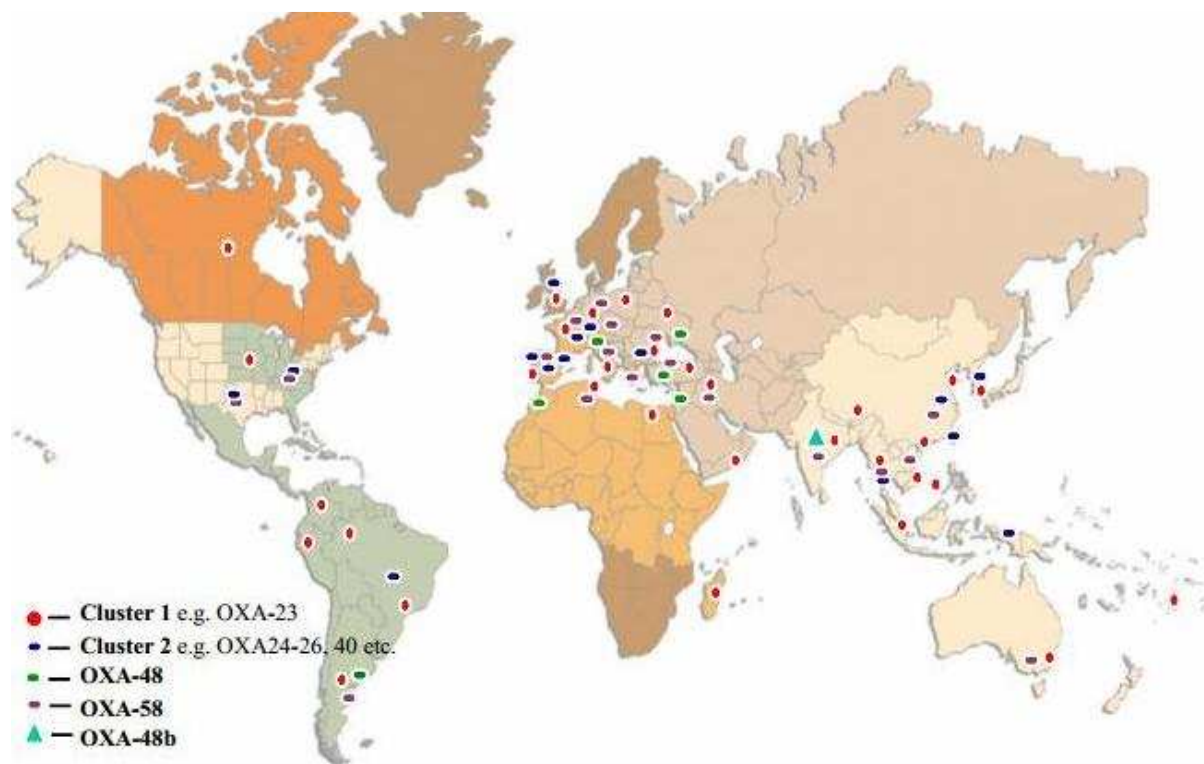 Cluster 1 e.g. OXA-23
Cluster 2 e.g. OXA24-26, 40 etc.
OXA-48
OXA-58
OXA-48b